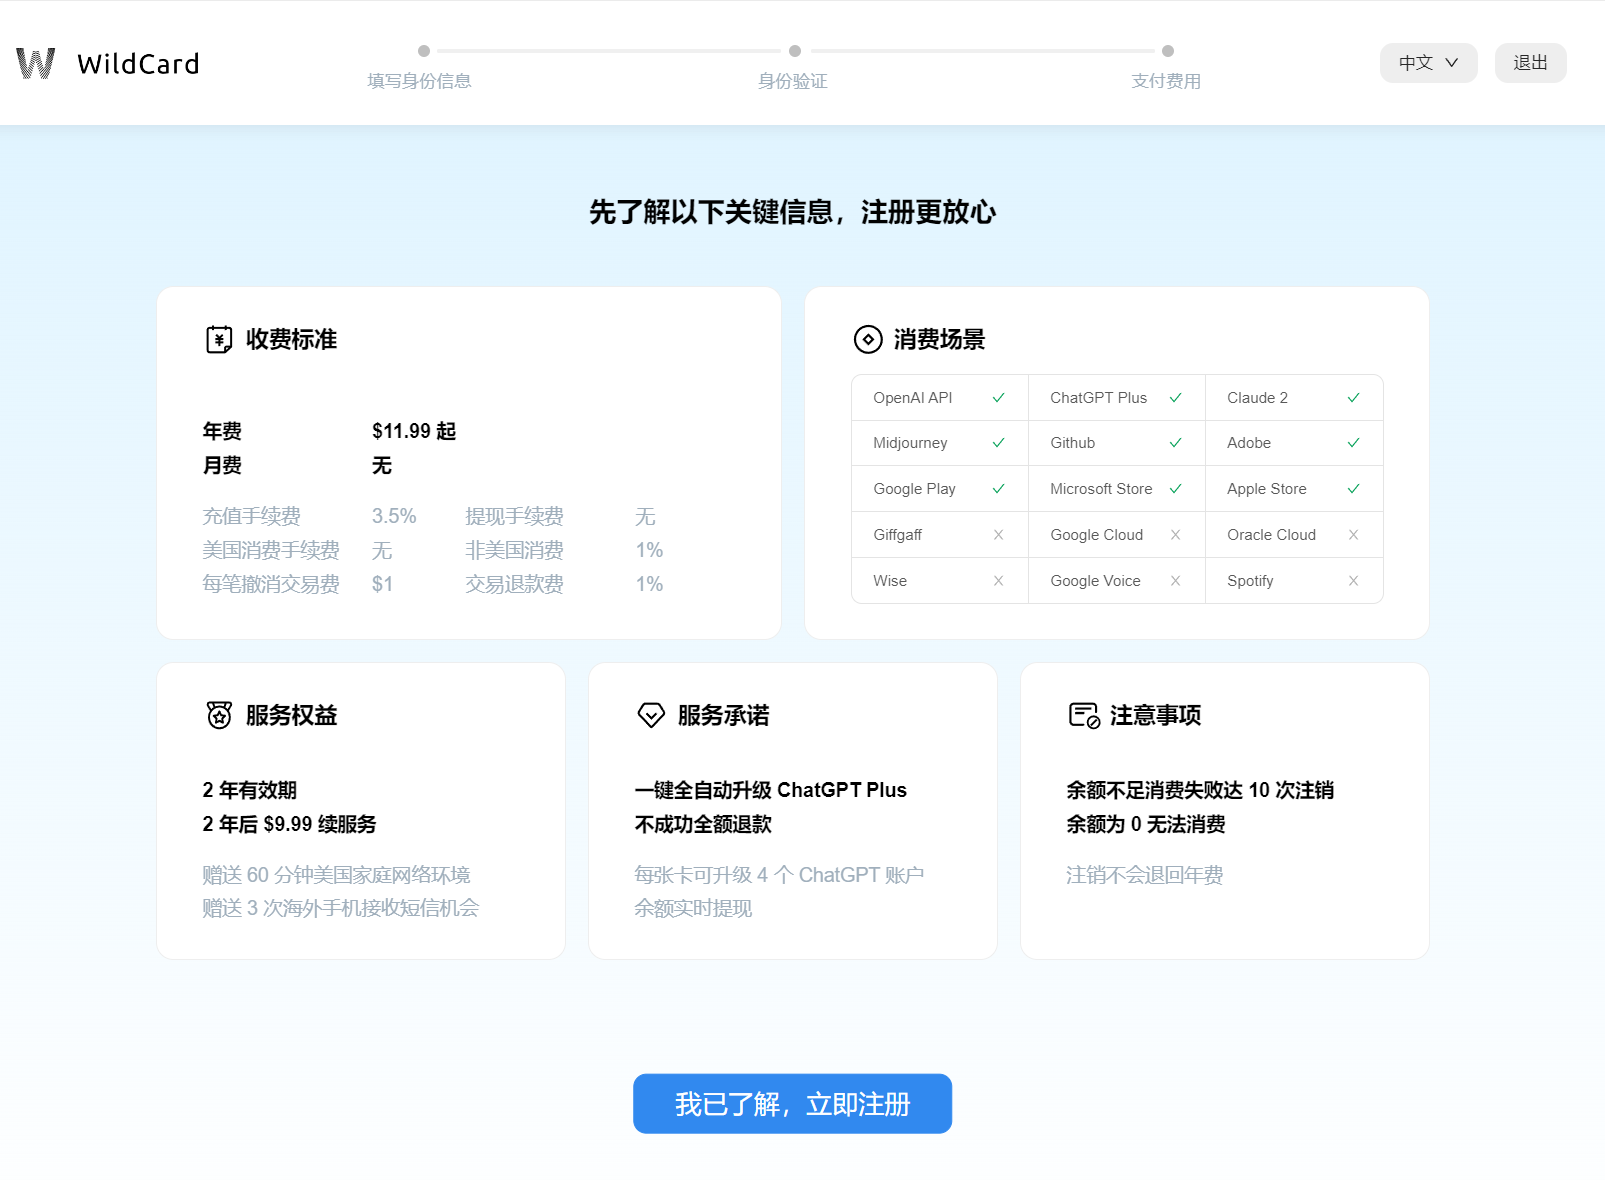 WildCard
填写身份信息
身份验证
支付费用
中文
退出
先了解以下关键信息，注册更放心
收费标准
年费 $11.99 起
月费 无
充值手续费 3.5% 提现手续费 无
美国消费手续费 无 非美国消费 1%
每笔撤消交易费 $1 交易退款费 1%
消费场景
OpenAI API ✓ ChatGPT Plus ✓ Claude 2 ✓
Midjourney ✓ Github ✓ Adobe ✓
Google Play ✓ Microsoft Store ✓ Apple Store ✓
Giffgaff × Google Cloud × Oracle Cloud ×
Wise × Google Voice × Spotify ×
服务权益
2 年有效期
2 年后 $9.99 续服务
赠送 60 分钟美国家庭网络环境
赠送 3 次海外手机接收短信机会
服务承诺
一键全自动升级 ChatGPT Plus
不成功全额退款
每张卡可升级 4 个 ChatGPT 账户
余额实时提现
注意事项
余额不足消费失败达 10 次注销
余额为 0 无法消费
注销不会退回年费
我已了解，立即注册